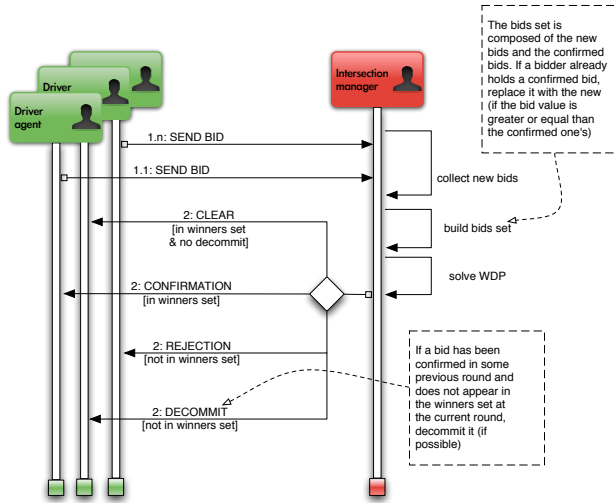 The bids set is
composed of the new
bids and the confirmed
bids. If a bidder already
holds a confirmed bid,
replace it with the new
(if the bid value is
greater or equal than
the confirmed one's)
Driver
Driver
agent
Intersection
manager
1.n: SEND BID
1.1: SEND BID
collect new bids
2: CLEAR
[in winners set
& no decommit]
build bids set
solve WDP
2: CONFIRMATION
[in winners set]
2: REJECTION
[not in winners set]
If a bid has been
confirmed in some
previous round and
does not appear in
the winners set at
the current round,
decommit it (if
possible)
2: DECOMMIT
[not in winners set]